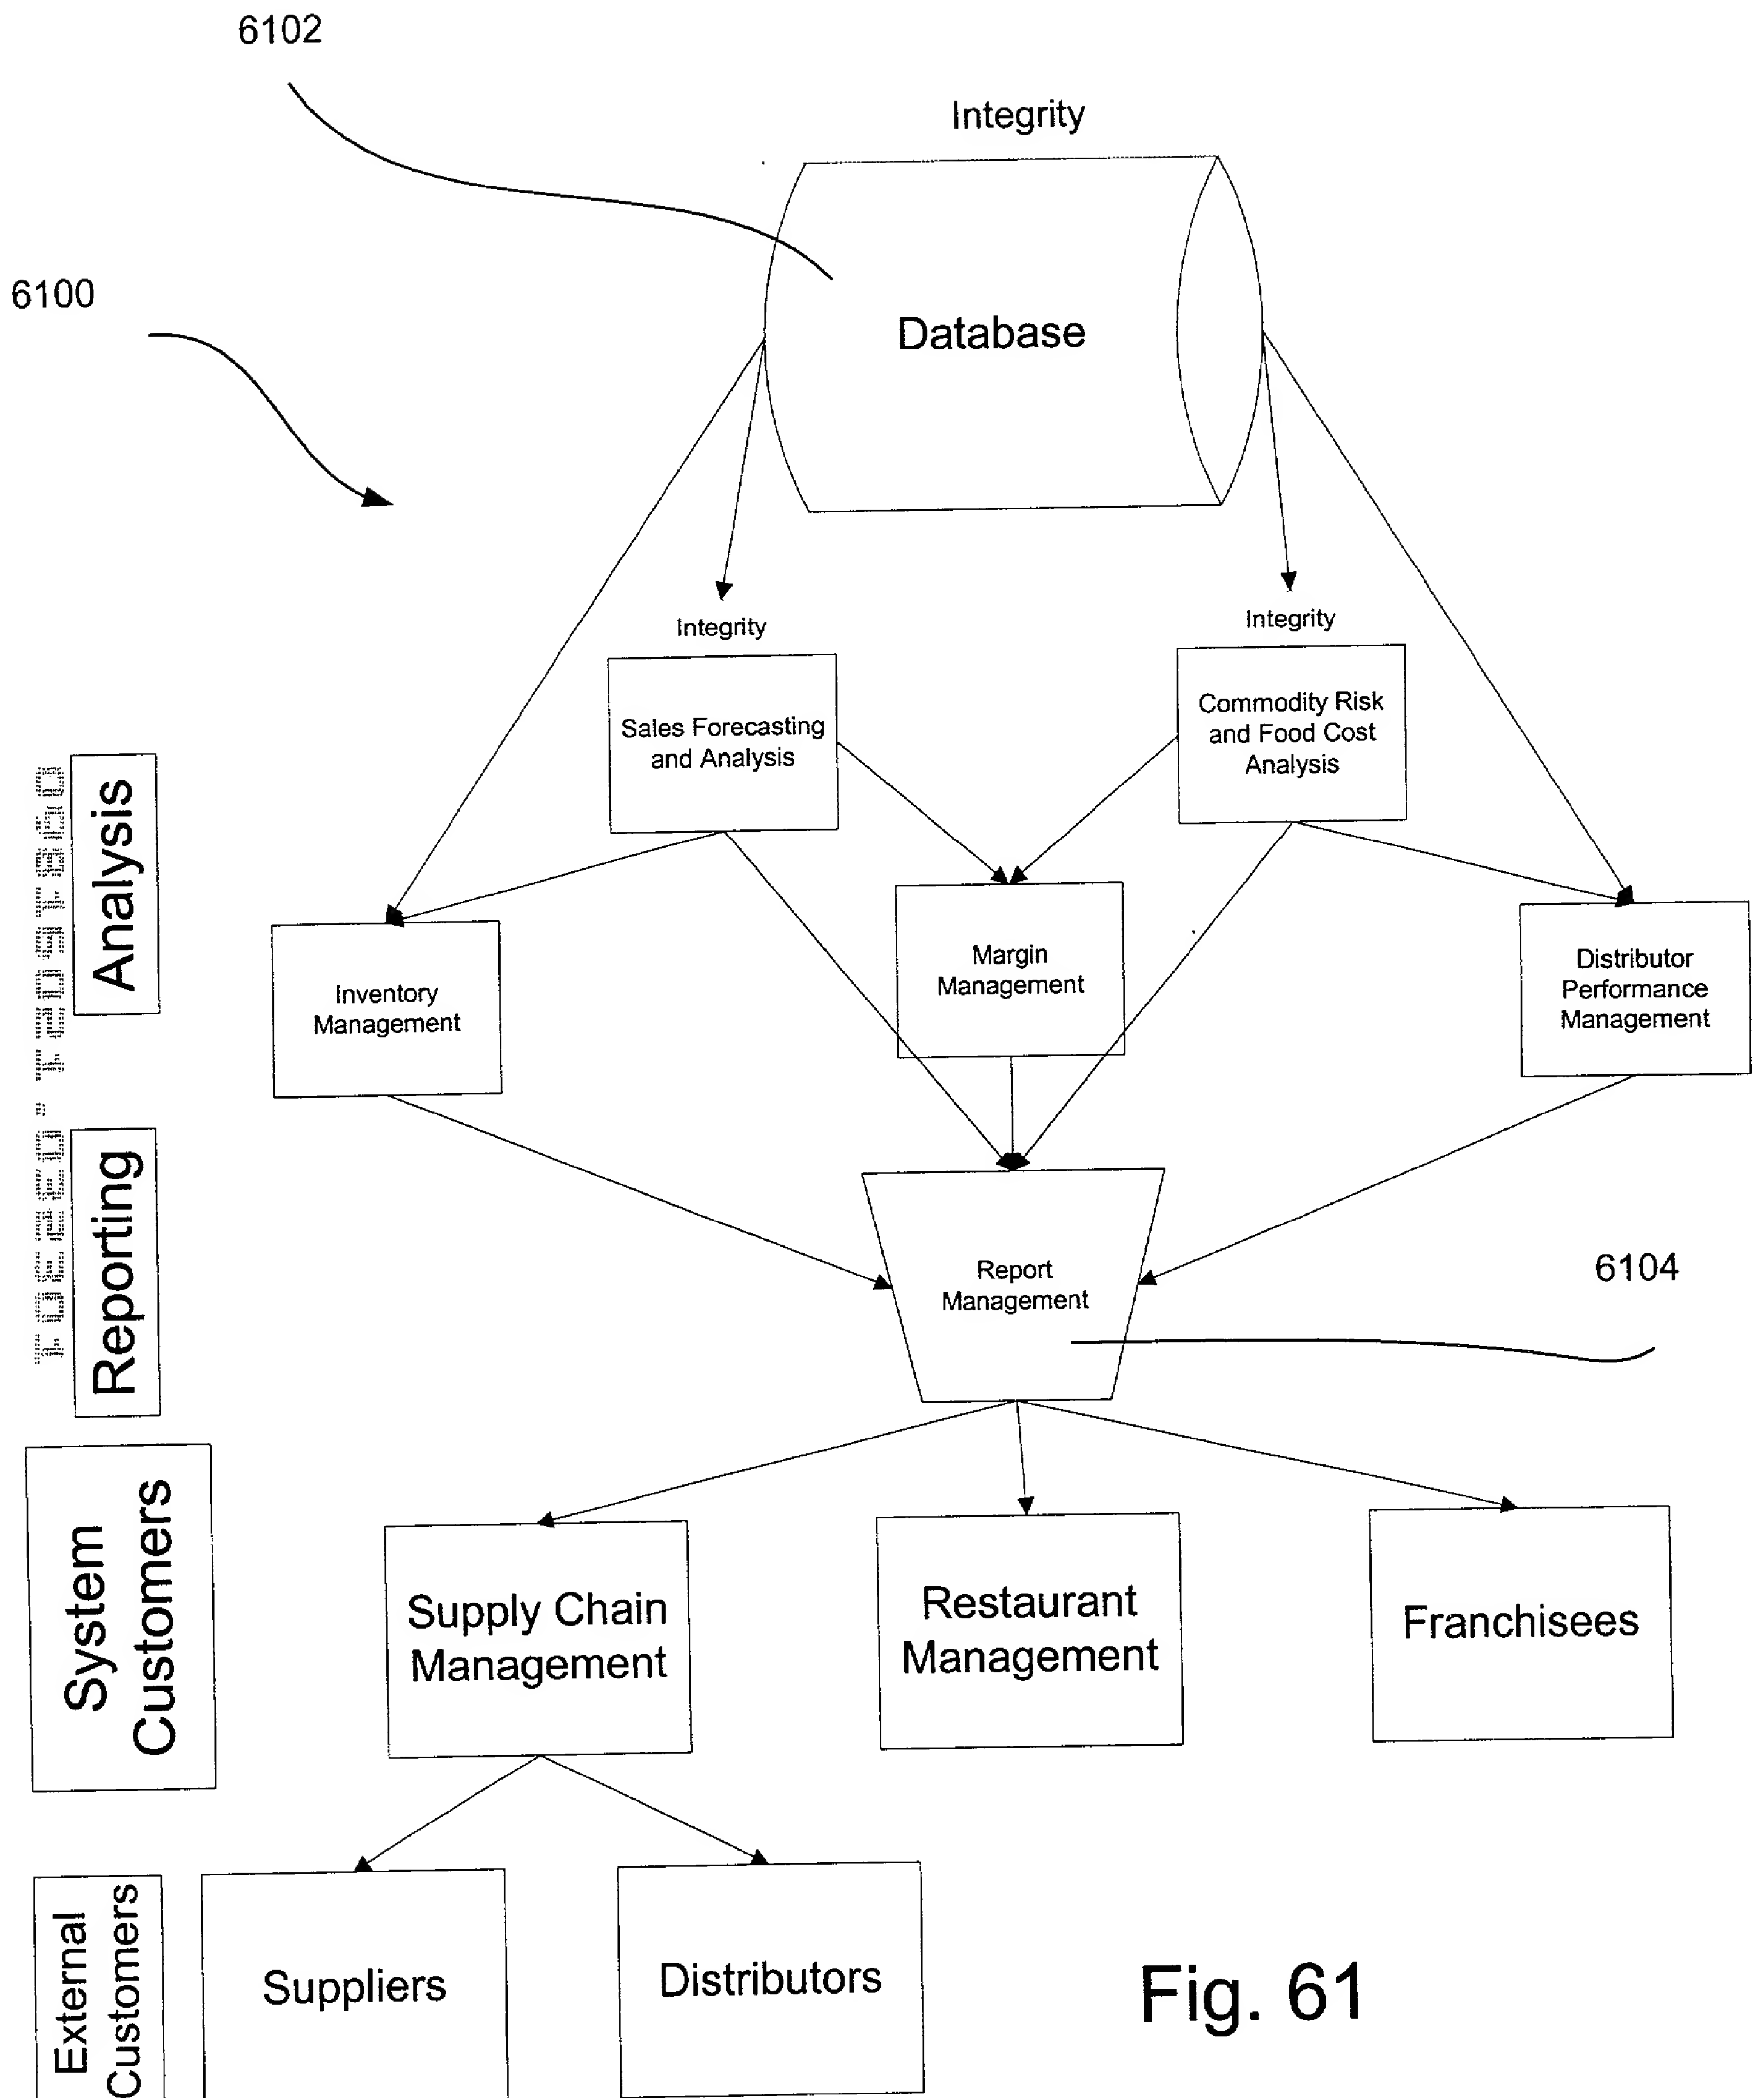 6102
Integrity
6100
Database
Integrity
Integrity
Sales Forecasting
and Analysis
Commodity Risk
and Food Cost
Analysis
Analysis
Inventory
Management
Margin
Management
Distributor
Performance
Management
Reporting
Report
Management
6104
System
Customers
Supply Chain
Management
Restaurant
Management
Franchisees
External
Customers
Suppliers
Distributors
Fig. 61